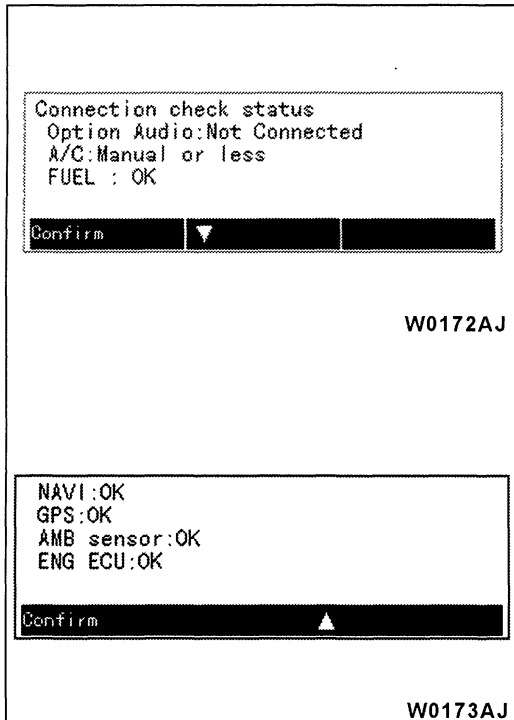 Connection check status
Option Audio:Not Connected
A/C:Manual or less
FUEL : OK
Confirm ▼
W0172AJ
NAVI:OK
GPS:OK
AMB sensor:OK
ENG ECU:OK
Confirm ▲
W0173AJ